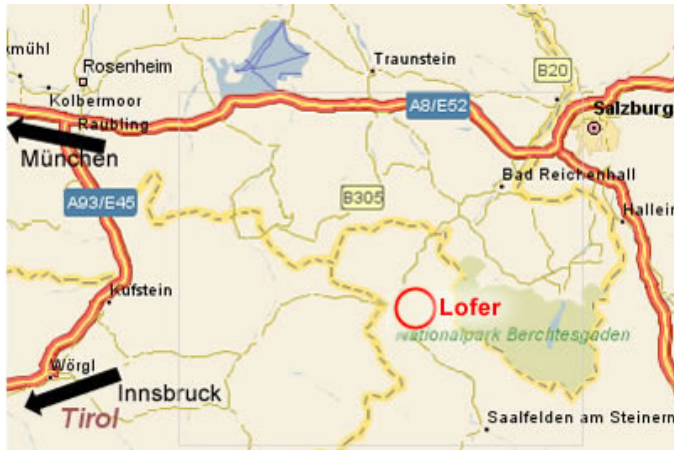 xmühl
Rosenheim
Traunstein
B20
Kolbermoor
A8/E52
Salzburg
Raubling
München
Bad Reichenhall
A93/E45
B305
Hallein
Kufstein
Lofer
Nationalpark Berchtesgaden
Wörgl
Innsbruck
Tirol
Saalfelden am Steinern